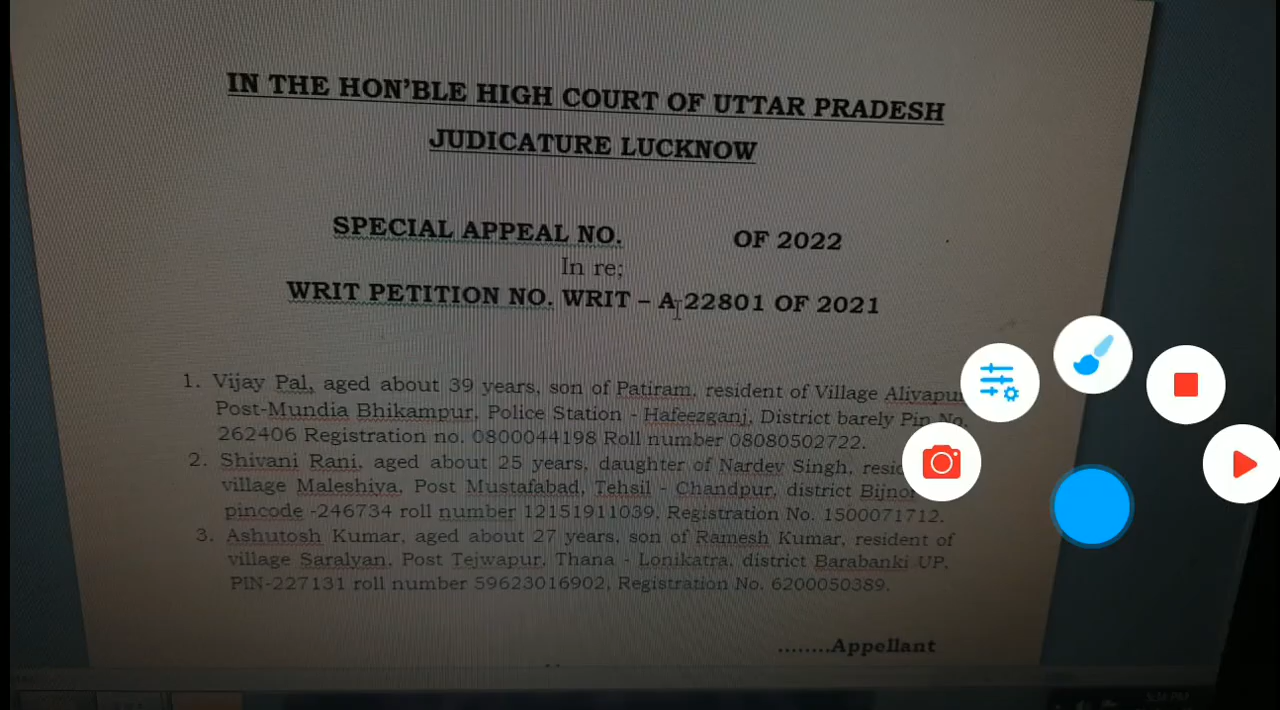 IN THE HON'BLE HIGH COURT OF UTTAR PRADESH
JUDICATURE LUCKNOW
SPECIAL APPEAL NO. OF 2022
In re;
WRIT PETITION NO. WRIT – A 22801 OF 2021
1. Vijay Pal, aged about 39 years, son of Patiram, resident of Village Aliyapur
Post-Mundia Bhikampur, Police Station - Hafeezganj, District barely Pin No.
262406 Registration no. 0800044198 Roll number 08080502722.
2. Shivani Rani, aged about 25 years, daughter of Nardev Singh,
village Maleshiya, Post Mustafabad, Tehsil - Chandpur, district Bijnor
pincode -246734 roll number 12151911039, Registration No. 1500071712.
3. Ashutosh Kumar, aged about 27 years, son of Ramesh Kumar, resident of
village Saralyan, Post Tejwapur, Thana - Lonikatra, district Barabanki UP,
PIN-227131 roll number 59623016902, Registration No. 6200050389.
........Appellant